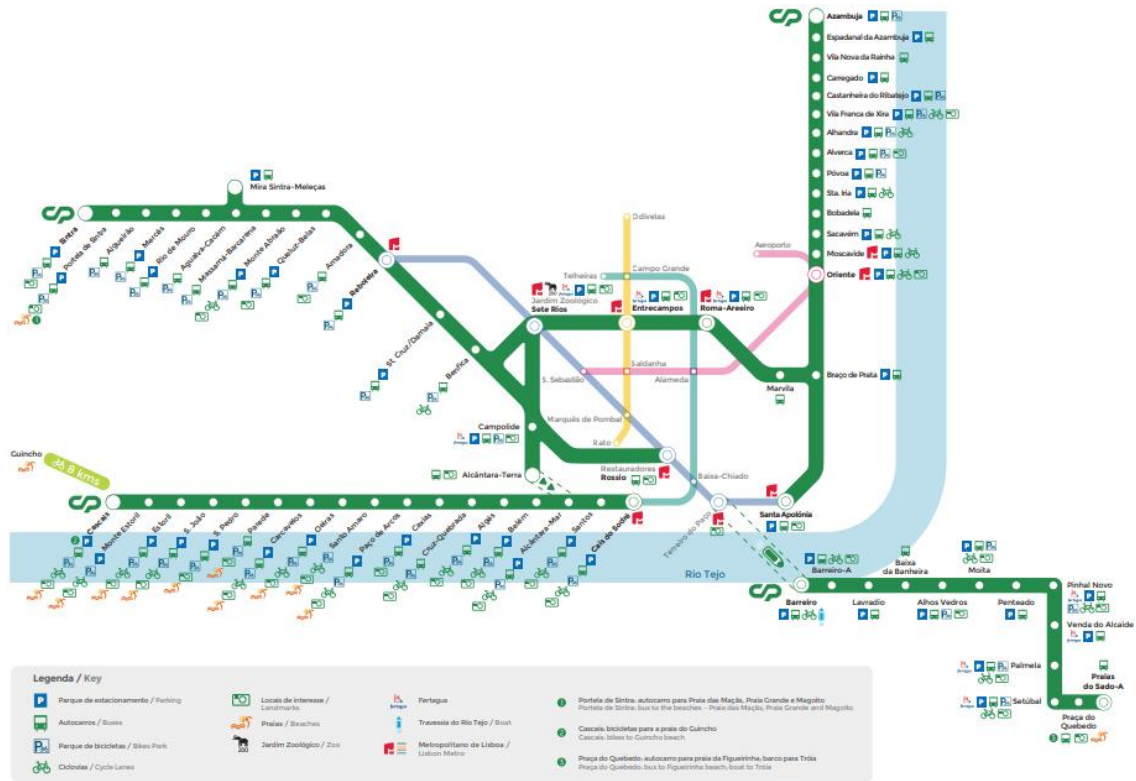 Azambuja
Espadanal da Azambuja
Vila Nova da Rainha
Carregado
Castanheira do Ribatejo
Vila Franca de Xira
Alhandra
Alverca
Póvoa
Sta. Iria
Bobadela
Sacavém
Moscavide
Oriente
Braço de Prata
Marvila
Santa Apolónia
Mira Sintra-Meleças
Sintra
Portela de Sintra
Algueirão
Mercês
Rio de Mouro
Agualva-Cacém
Massamá-Barcarena
Monte Abraão
Queluz-Belas
Amadora
Reboleira
St. Cruz/Damaia
Benfica
Campolide
Alcântara-Terra
Odivelas
Aeroporto
Telheiras
Campo Grande
Jardim Zoológico
Sete Rios
Entrecampos
Roma-Areeiro
S. Sebastião
Saldanha
Alameda
Marquês de Pombal
Rato
Restauradores
Rossio
Baixa-Chiado
Terreiro do Paço
Guincho
8 kms
Cascais
Monte Estoril
Estoril
S. João
S. Pedro
Parede
Carcavelos
Oeiras
Santo Amaro
Paço de Arcos
Caxias
Cruz-Quebrada
Algés
Belém
Alcântara-Mar
Santos
Cais do Sodré
Rio Tejo
Barreiro
Barreiro-A
Lavradio
Baixa
da Banheira
Alhos Vedros
Moita
Penteado
Pinhal Novo
Venda do Alcaide
Palmela
Setúbal
Praça do
Quebedo
Praias
do Sado-A
Legenda / Key
P Parque de estacionamento / Parking
Autocarros / Buses
Parque de bicicletas / Bikes Park
Ciclovias / Cycle Lanes
Locais de interesse /
Landmarks
Praias / Beaches
ZOO Jardim Zoológico / Zoo
Fertagus
Travessia do Rio Tejo / Boat
Metropolitano de Lisboa /
Lisbon Metro
1 Portela de Sintra: autocarro para Praia das Maçãs, Praia Grande e Magoito
Portela de Sintra: bus to the beaches - Praia das Maçãs, Praia Grande and Magoito
2 Cascais: bicicletas para a praia do Guincho
Cascais: bikes to Guincho beach
3 Praça do Quebedo: autocarro para praia da Figueirinha; barco para Tróia
Praça do Quebedo: bus to Figueirinha beach; boat to Tróia